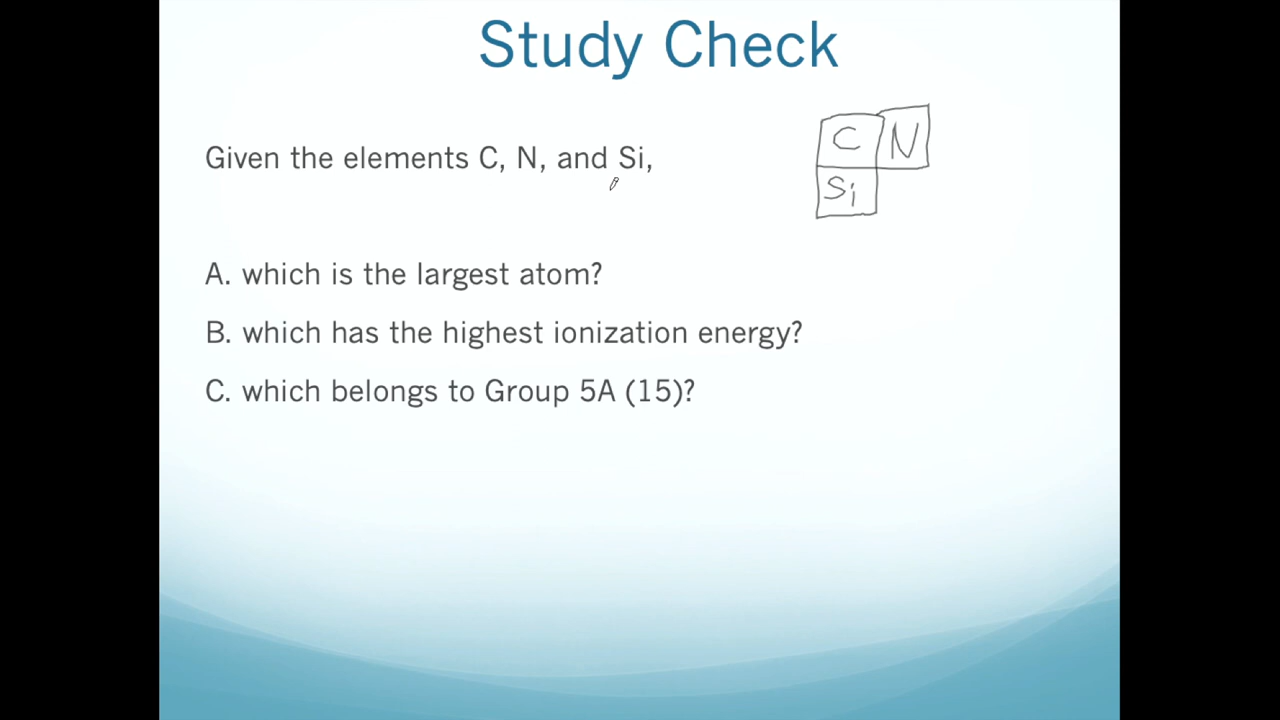 Study Check
Given the elements C, N, and Si,
C N
Si
A. which is the largest atom?
B. which has the highest ionization energy?
C. which belongs to Group 5A (15)?